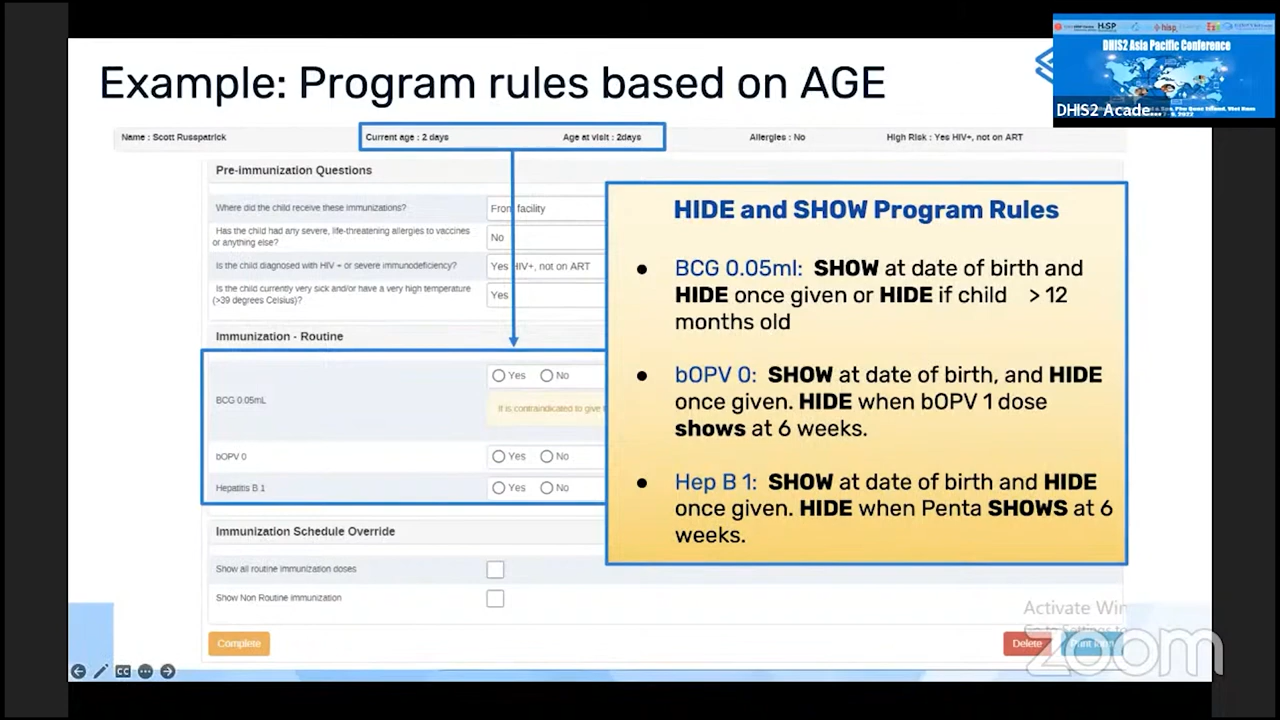 Example: Program rules based on AGE
DHIS2 Asia Pacific Conference
DHIS2 Acade
Name : Scott Russpatrick
Current age : 2 days
Age at visit : 2days
Allergies : No
High Risk : Yes HIV+, not on ART
Pre-immunization Questions
Where did the child receive these immunizations?
From facility
Has the child had any severe, life-threatening allergies to vaccines
or anything else?
No
Is the child diagnosed with HIV + or severe immunodeficiency?
Yes HIV+, not on ART
Is the child currently very sick and/or have a very high temperature
(>39 degrees Celsius)?
Yes
Immunization - Routine
BCG 0.05mL
Yes No
It is contraindicated to give
bOPV 0
Yes No
Hepatitis B 1
Yes No
Immunization Schedule Override
Show all routine immunization doses
Show Non Routine immunization
Complete
Delete
Print form
HIDE and SHOW Program Rules
BCG 0.05ml: SHOW at date of birth and
HIDE once given or HIDE if child > 12
months old
bOPV 0: SHOW at date of birth, and HIDE
once given. HIDE when bOPV 1 dose
shows at 6 weeks.
Hep B 1: SHOW at date of birth and HIDE
once given. HIDE when Penta SHOWS at 6
weeks.
Activate Win
zoom